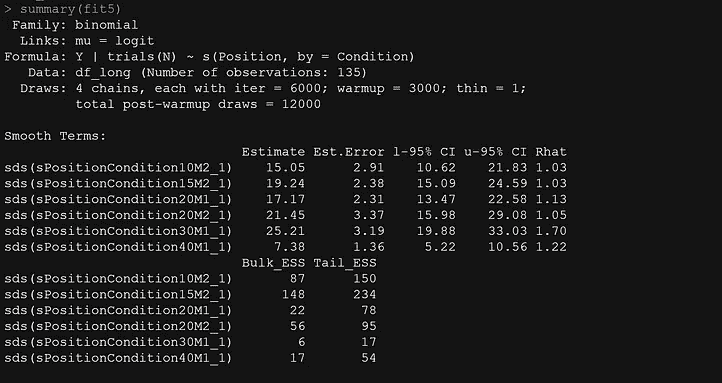 > summary(fit5)
 Family: binomial
  Links: mu = logit
Formula: Y | trials(N) ~ s(Position, by = Condition)
   Data: df_long (Number of observations: 135)
  Draws: 4 chains, each with iter = 6000; warmup = 3000; thin = 1;
         total post-warmup draws = 12000

Smooth Terms:
                             Estimate Est.Error l-95% CI u-95% CI Rhat
sds(sPositionCondition10M2_1)    15.05      2.91    10.62    21.83 1.03
sds(sPositionCondition15M2_1)    19.24      2.38    15.09    24.59 1.03
sds(sPositionCondition20M1_1)    17.17      2.31    13.47    22.58 1.13
sds(sPositionCondition20M2_1)    21.45      3.37    15.98    29.08 1.05
sds(sPositionCondition30M1_1)    25.21      3.19    19.88    33.03 1.70
sds(sPositionCondition40M1_1)     7.38      1.36     5.22    10.56 1.22
                             Bulk_ESS Tail_ESS
sds(sPositionCondition10M2_1)       87      150
sds(sPositionCondition15M2_1)      148      234
sds(sPositionCondition20M1_1)       22       78
sds(sPositionCondition20M2_1)       56       95
sds(sPositionCondition30M1_1)        6       17
sds(sPositionCondition40M1_1)       17       54